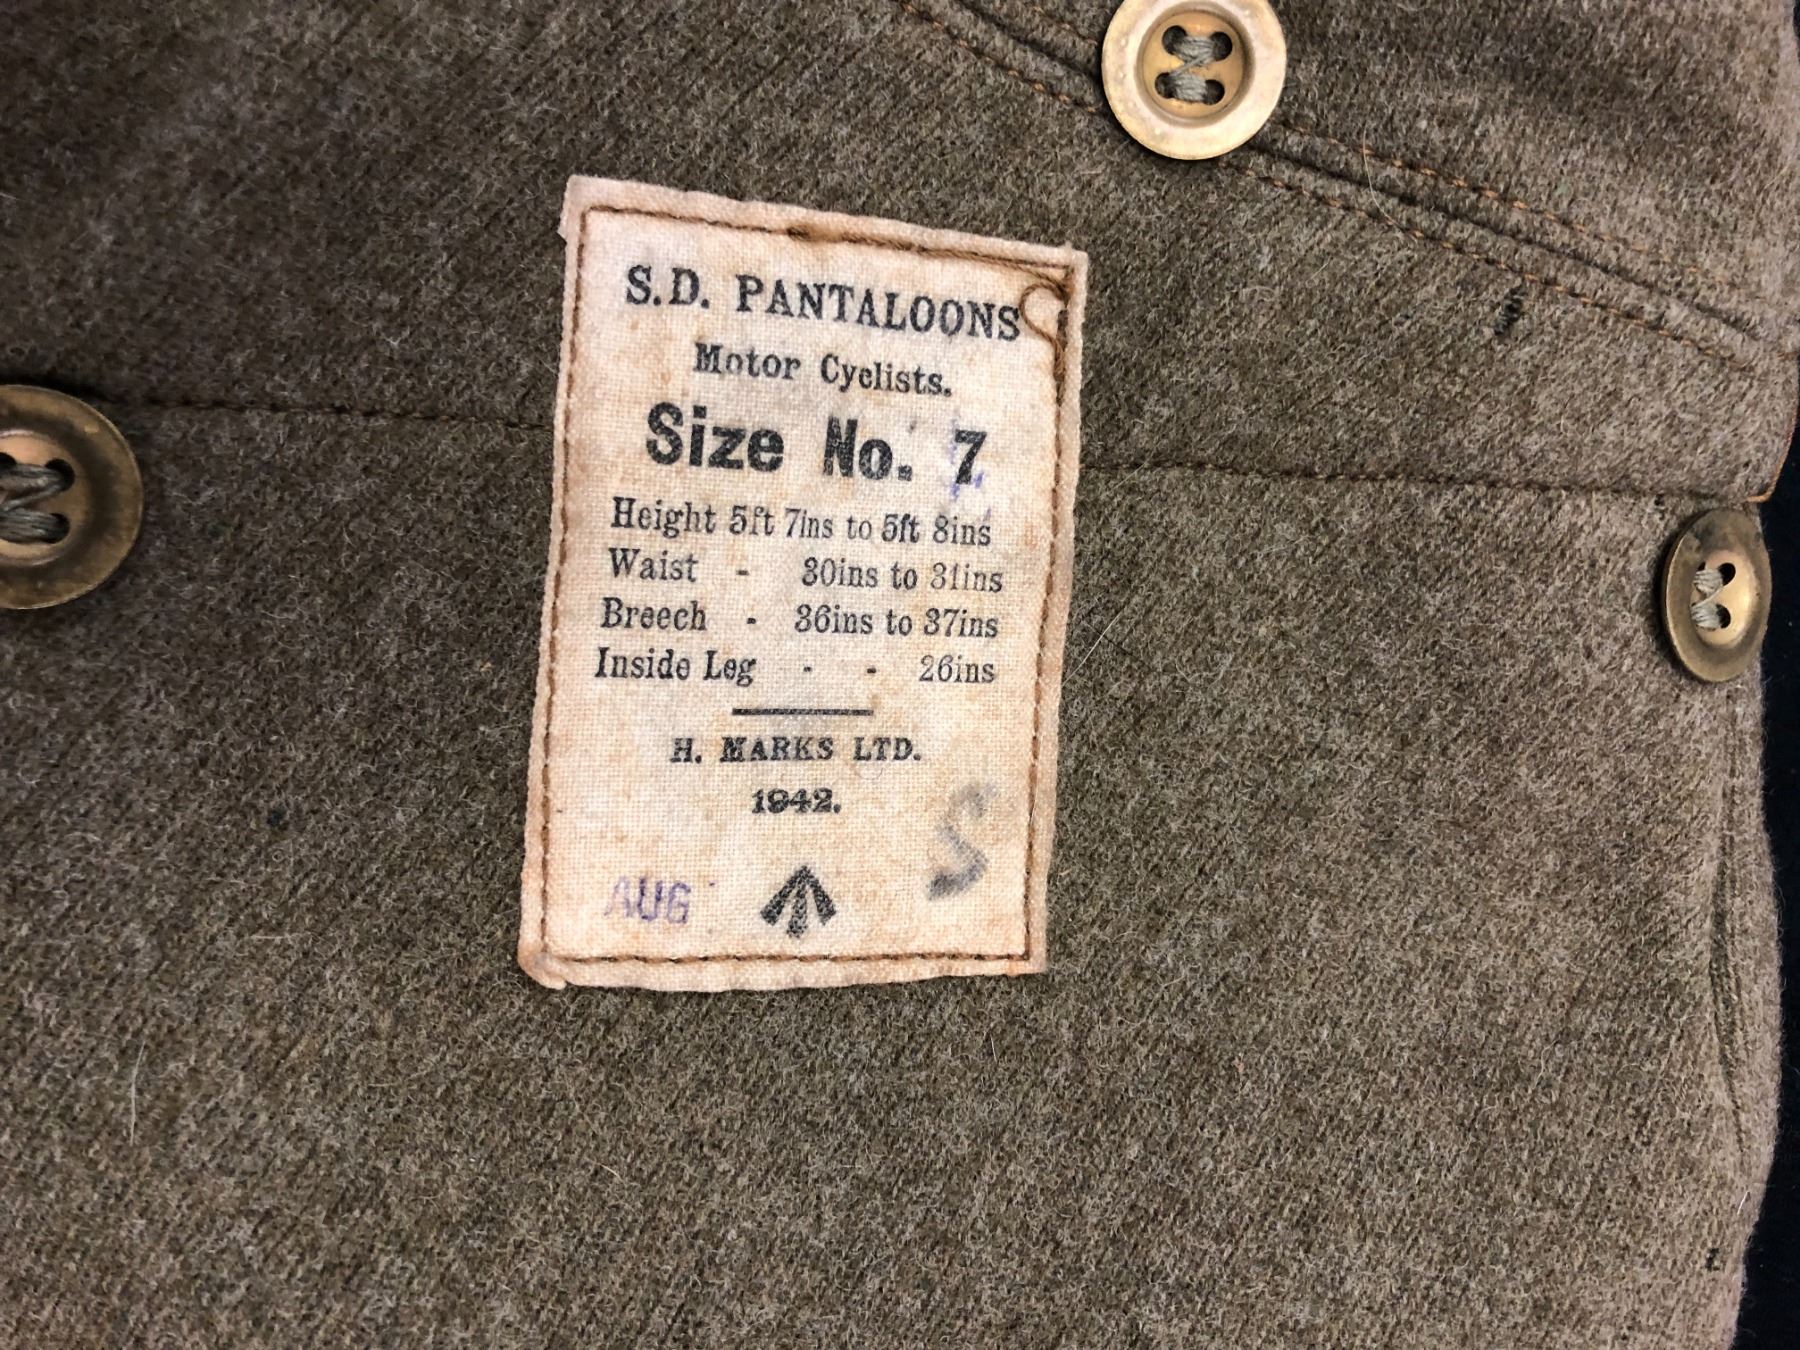 S.D. PANTALOONS
Motor Cyclists.
Size No. 7
Height 5ft 7ins to 5ft 8ins
Waist - 30ins to 31ins
Breech - 36ins to 37ins
Inside Leg - - 26ins
H. MARKS LTD.
1942.
S
AUG